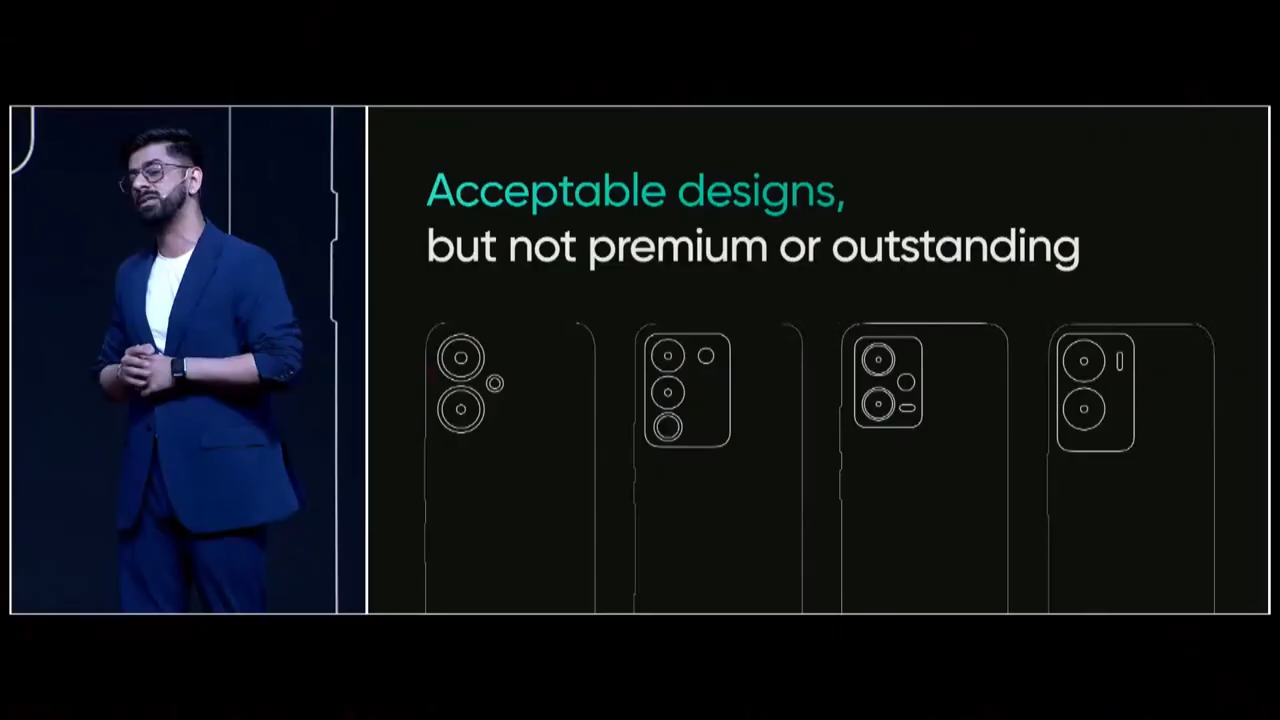 Acceptable designs,
but not premium or outstanding